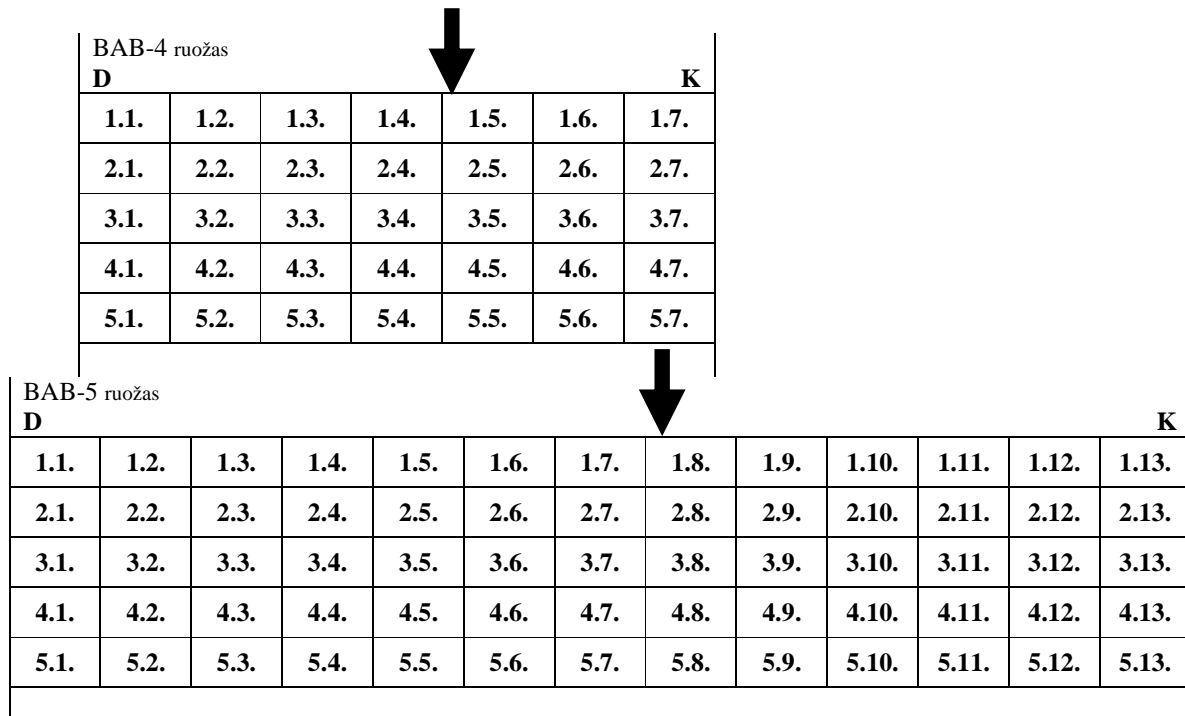 BAB-4 ruožas
D K
1.1. 1.2. 1.3. 1.4. 1.5. 1.6. 1.7.
2.1. 2.2. 2.3. 2.4. 2.5. 2.6. 2.7.
3.1. 3.2. 3.3. 3.4. 3.5. 3.6. 3.7.
4.1. 4.2. 4.3. 4.4. 4.5. 4.6. 4.7.
5.1. 5.2. 5.3. 5.4. 5.5. 5.6. 5.7.
BAB-5 ruožas
D K
1.1. 1.2. 1.3. 1.4. 1.5. 1.6. 1.7. 1.8. 1.9. 1.10. 1.11. 1.12. 1.13.
2.1. 2.2. 2.3. 2.4. 2.5. 2.6. 2.7. 2.8. 2.9. 2.10. 2.11. 2.12. 2.13.
3.1. 3.2. 3.3. 3.4. 3.5. 3.6. 3.7. 3.8. 3.9. 3.10. 3.11. 3.12. 3.13.
4.1. 4.2. 4.3. 4.4. 4.5. 4.6. 4.7. 4.8. 4.9. 4.10. 4.11. 4.12. 4.13.
5.1. 5.2. 5.3. 5.4. 5.5. 5.6. 5.7. 5.8. 5.9. 5.10. 5.11. 5.12. 5.13.